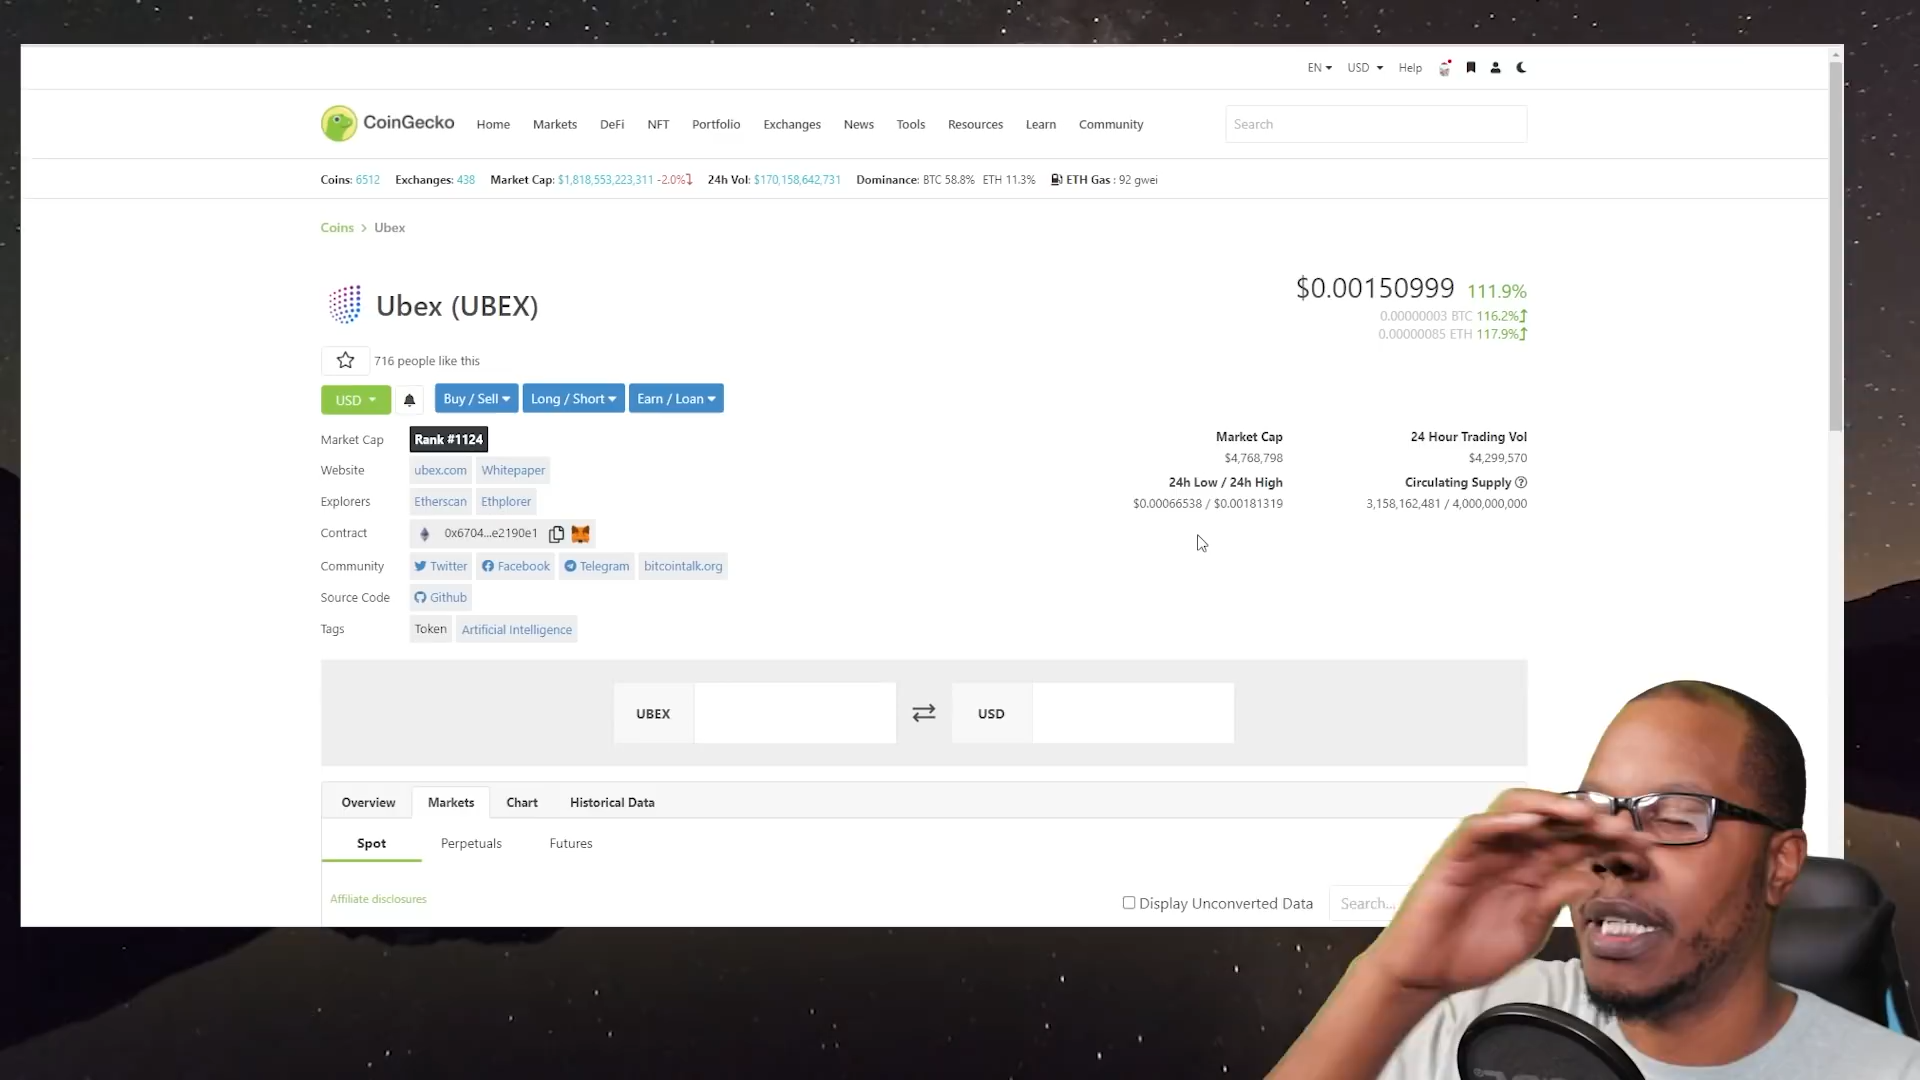 EN USD Help
CoinGecko Home Markets DeFi NFT Portfolio Exchanges News Tools Resources Learn Community Search
Coins: 6512 Exchanges: 438 Market Cap: $1,818,553,223,311 -2.0% 24h Vol: $170,158,642,731 Dominance: BTC 58.8% ETH 11.3% ETH Gas : 92 gwei
Coins > Ubex
Ubex (UBEX)
$0.00150999 111.9%
0.00000003 BTC 116.2%
0.00000085 ETH 117.9%
716 people like this
USD Buy / Sell Long / Short Earn / Loan
Market Cap Rank #1124
Website ubex.com Whitepaper
Explorers Etherscan Ethplorer
Contract 0x6704...e2190e1
Community Twitter Facebook Telegram bitcointalk.org
Source Code Github
Tags Token Artificial Intelligence
Market Cap 24 Hour Trading Vol
$4,768,798 $4,299,570
24h Low / 24h High Circulating Supply
$0.00066538 / $0.00181319 3,158,162,481 / 4,000,000,000
UBEX USD
Overview Markets Chart Historical Data
Spot Perpetuals Futures
Affiliate disclosures Display Unconverted Data Search...